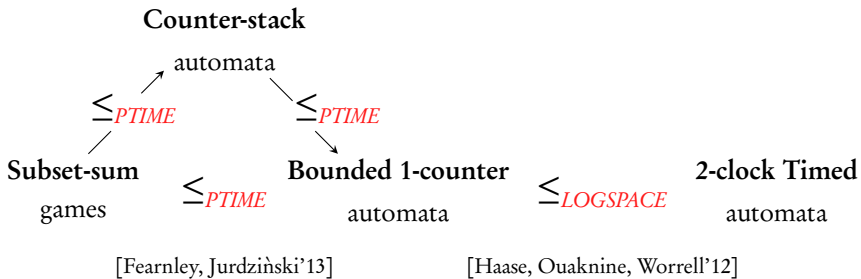 Counter-stack
automata
≤PTIME ≤PTIME
Subset-sum ≤PTIME Bounded 1-counter ≤LOGSPACE 2-clock Timed
games automata automata
[Fearnley, Jurdziǹski'13] [Haase, Ouaknine, Worrell'12]